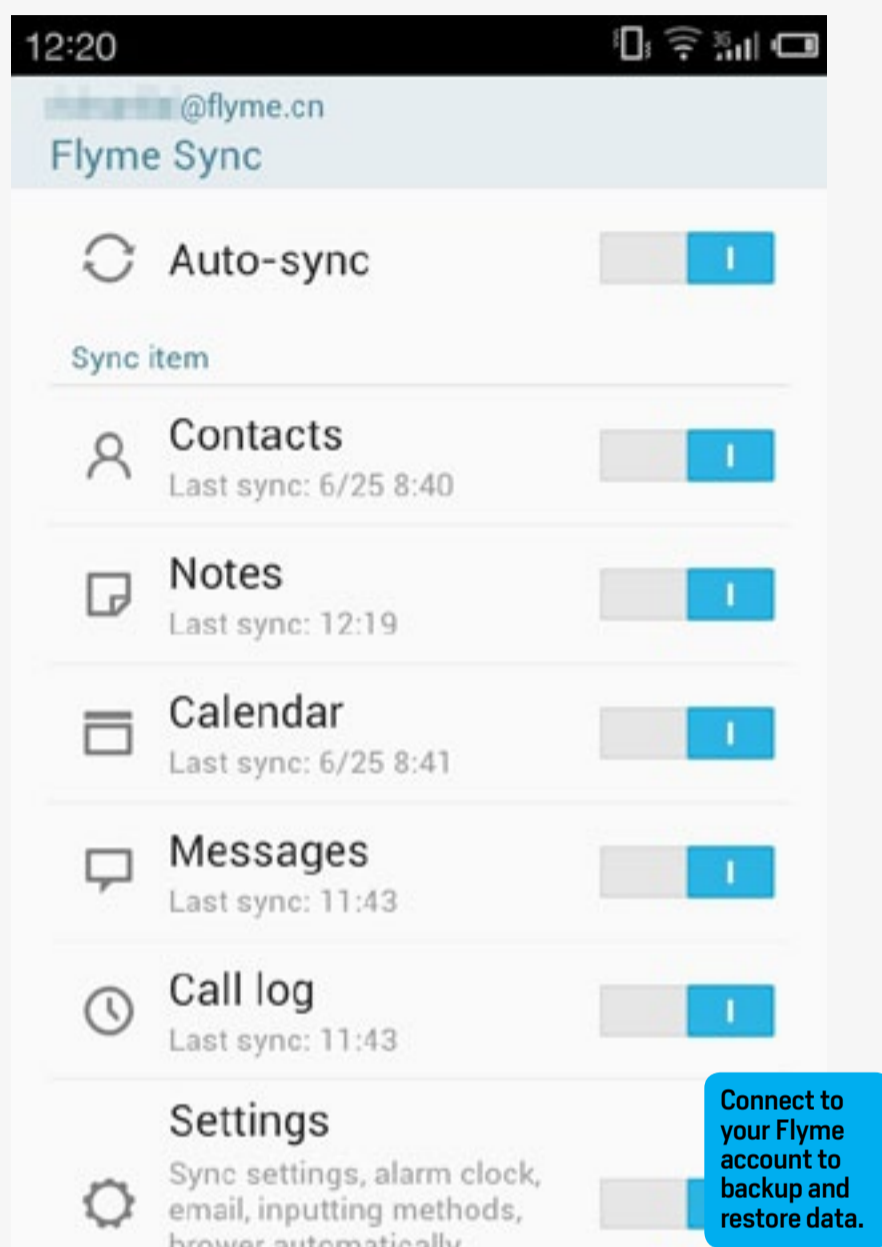 12:20
3G
@flyme.cn
Flyme Sync
Auto-sync
Sync item
Contacts
Last sync: 6/25 8:40
Notes
Last sync: 12:19
Calendar
Last sync: 6/25 8:41
Messages
Last sync: 11:43
Call log
Last sync: 11:43
Settings
Sync settings, alarm clock,
email, inputting methods,
brower automatically
Connect to
your Flyme
account to
backup and
restore data.